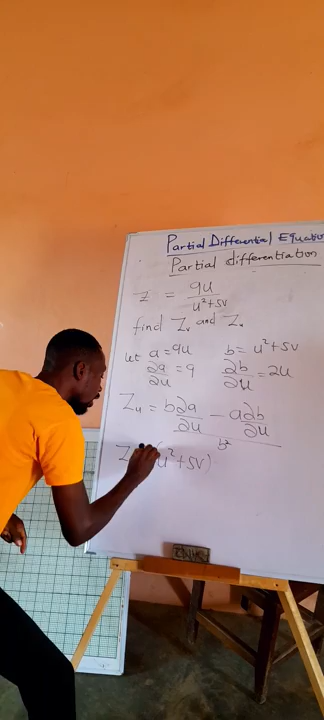 Partial Differential Equatio
Partial differentiation
z = 9u / u²+5v
find Zᵥ and Zᵤ
let a=9u b= u²+5v
∂a/∂u = 9 ∂b/∂u = 2u
Zᵤ = b∂a/∂u − a∂b/∂u / b²
Z (u²+5v)